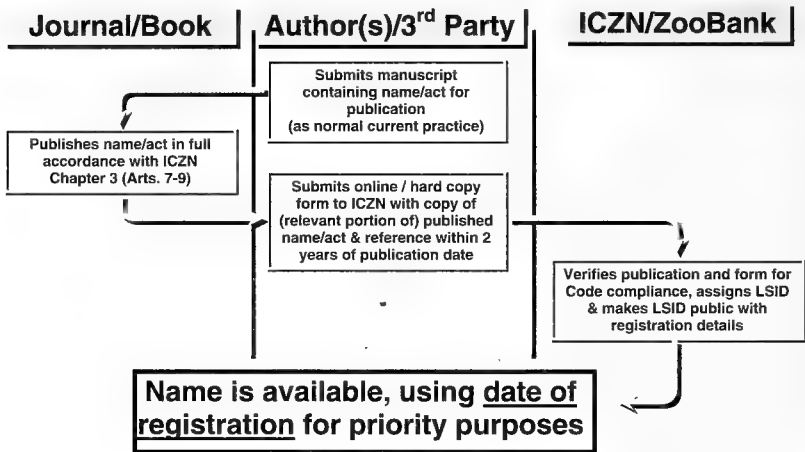 Journal/Book
Author(s)/3rd Party
ICZN/ZooBank
Submits manuscript
containing name/act for
publication
(as normal current practice)
Publishes name/act in full
accordance with ICZN
Chapter 3 (Arts. 7-9)
Submits online / hard copy
form to ICZN with copy of
(relevant portion of) published
name/act & reference within 2
years of publication date
Verifies publication and form for
Code compliance, assigns LSID
& makes LSID public with
registration details
Name is available, using date of
registration for priority purposes